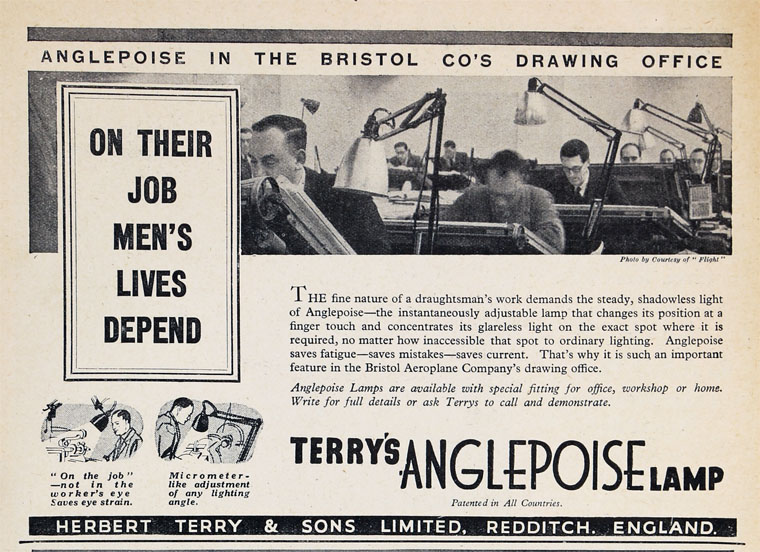 ANGLEPOISE IN THE BRISTOL CO'S DRAWING OFFICE
ON THEIR
JOB
MEN'S
LIVES
DEPEND
Photo by Courtesy of "Flight"
THE fine nature of a draughtsman's work demands the steady, shadowless light
of Anglepoise—the instantaneously adjustable lamp that changes its position at a
finger touch and concentrates its glareless light on the exact spot where it is
required, no matter how inaccessible that spot to ordinary lighting. Anglepoise
saves fatigue—saves mistakes—saves current. That's why it is such an important
feature in the Bristol Aeroplane Company's drawing office.
Anglepoise Lamps are available with special fitting for office, workshop or home.
Write for full details or ask Terrys to call and demonstrate.
"On the job"
—not in the
worker's eye
Saves eye strain.
Micrometer-
like adjustment
of any lighting
angle.
TERRY'S ANGLEPOISE LAMP
Patented in All Countries.
HERBERT TERRY & SONS LIMITED, REDDITCH. ENGLAND.